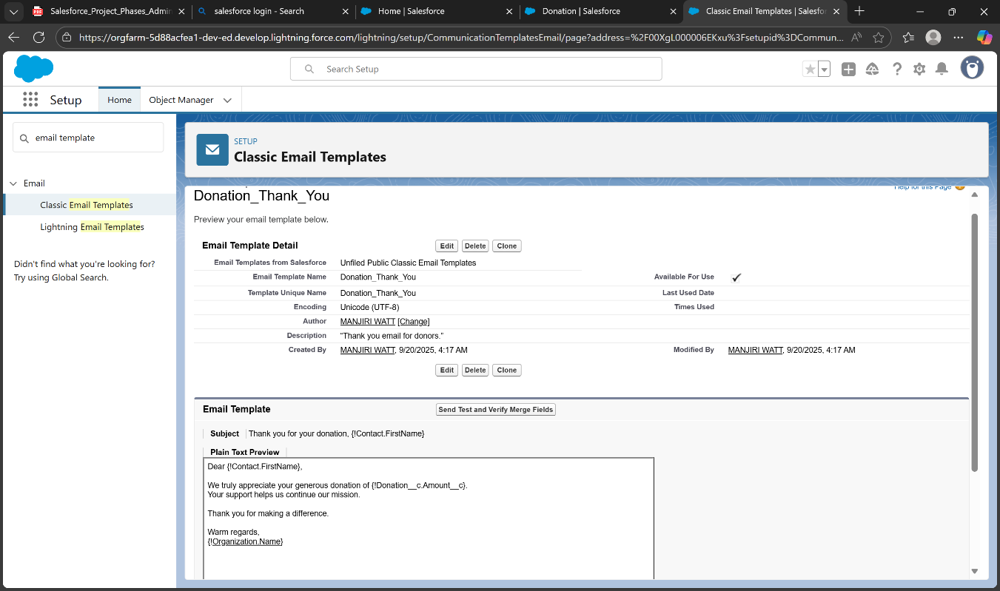 Salesforce_Project_Phases_Admin
salesforce login - Search
Home | Salesforce
Donation | Salesforce
Classic Email Templates | Salesfor
https://orgfarm-5d88acfea1-dev-ed.develop.lightning.force.com/lightning/setup/CommunicationTemplatesEmail/page?address=%2F00XgL000006EKxu%3Fsetupid%3DCommun...
Search Setup
Setup
Home
Object Manager
email template
Email
Classic Email Templates
Lightning Email Templates
Didn't find what you're looking for?
Try using Global Search.
SETUP
Classic Email Templates
Help for this Page
Donation_Thank_You
Preview your email template below.
Email Template Detail
Edit Delete Clone
Email Templates from Salesforce Unfiled Public Classic Email Templates
Email Template Name Donation_Thank_You Available For Use
Template Unique Name Donation_Thank_You Last Used Date
Encoding Unicode (UTF-8) Times Used
Author MANJIRI WATT [Change]
Description “Thank you email for donors.”
Created By MANJIRI WATT, 9/20/2025, 4:17 AM Modified By MANJIRI WATT, 9/20/2025, 4:17 AM
Edit Delete Clone
Email Template Send Test and Verify Merge Fields
Subject Thank you for your donation, {!Contact.FirstName}
Plain Text Preview
Dear {!Contact.FirstName},
We truly appreciate your generous donation of {!Donation__c.Amount__c}.
Your support helps us continue our mission.
Thank you for making a difference.
Warm regards,
{!Organization.Name}